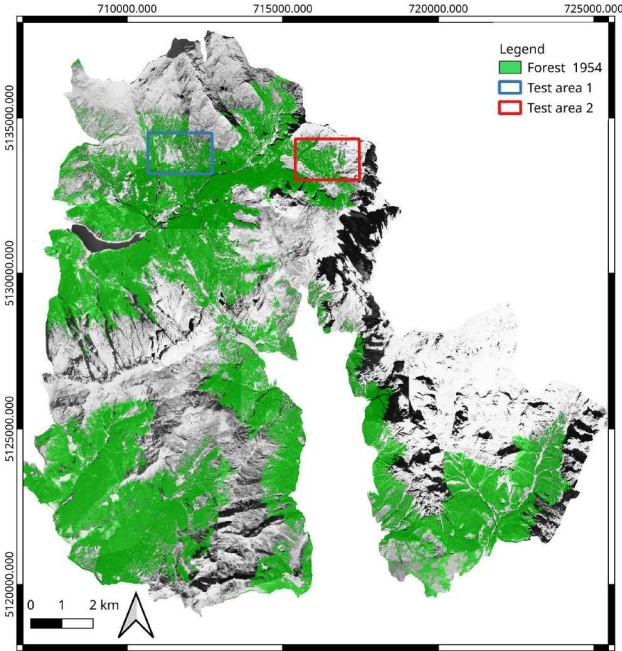 710000.000 715000.000 720000.000 725000.000
Legend
Forest 1954
Test area 1
Test area 2
5135000.000
5130000.000
5125000.000
5120000.000
0 1 2 km